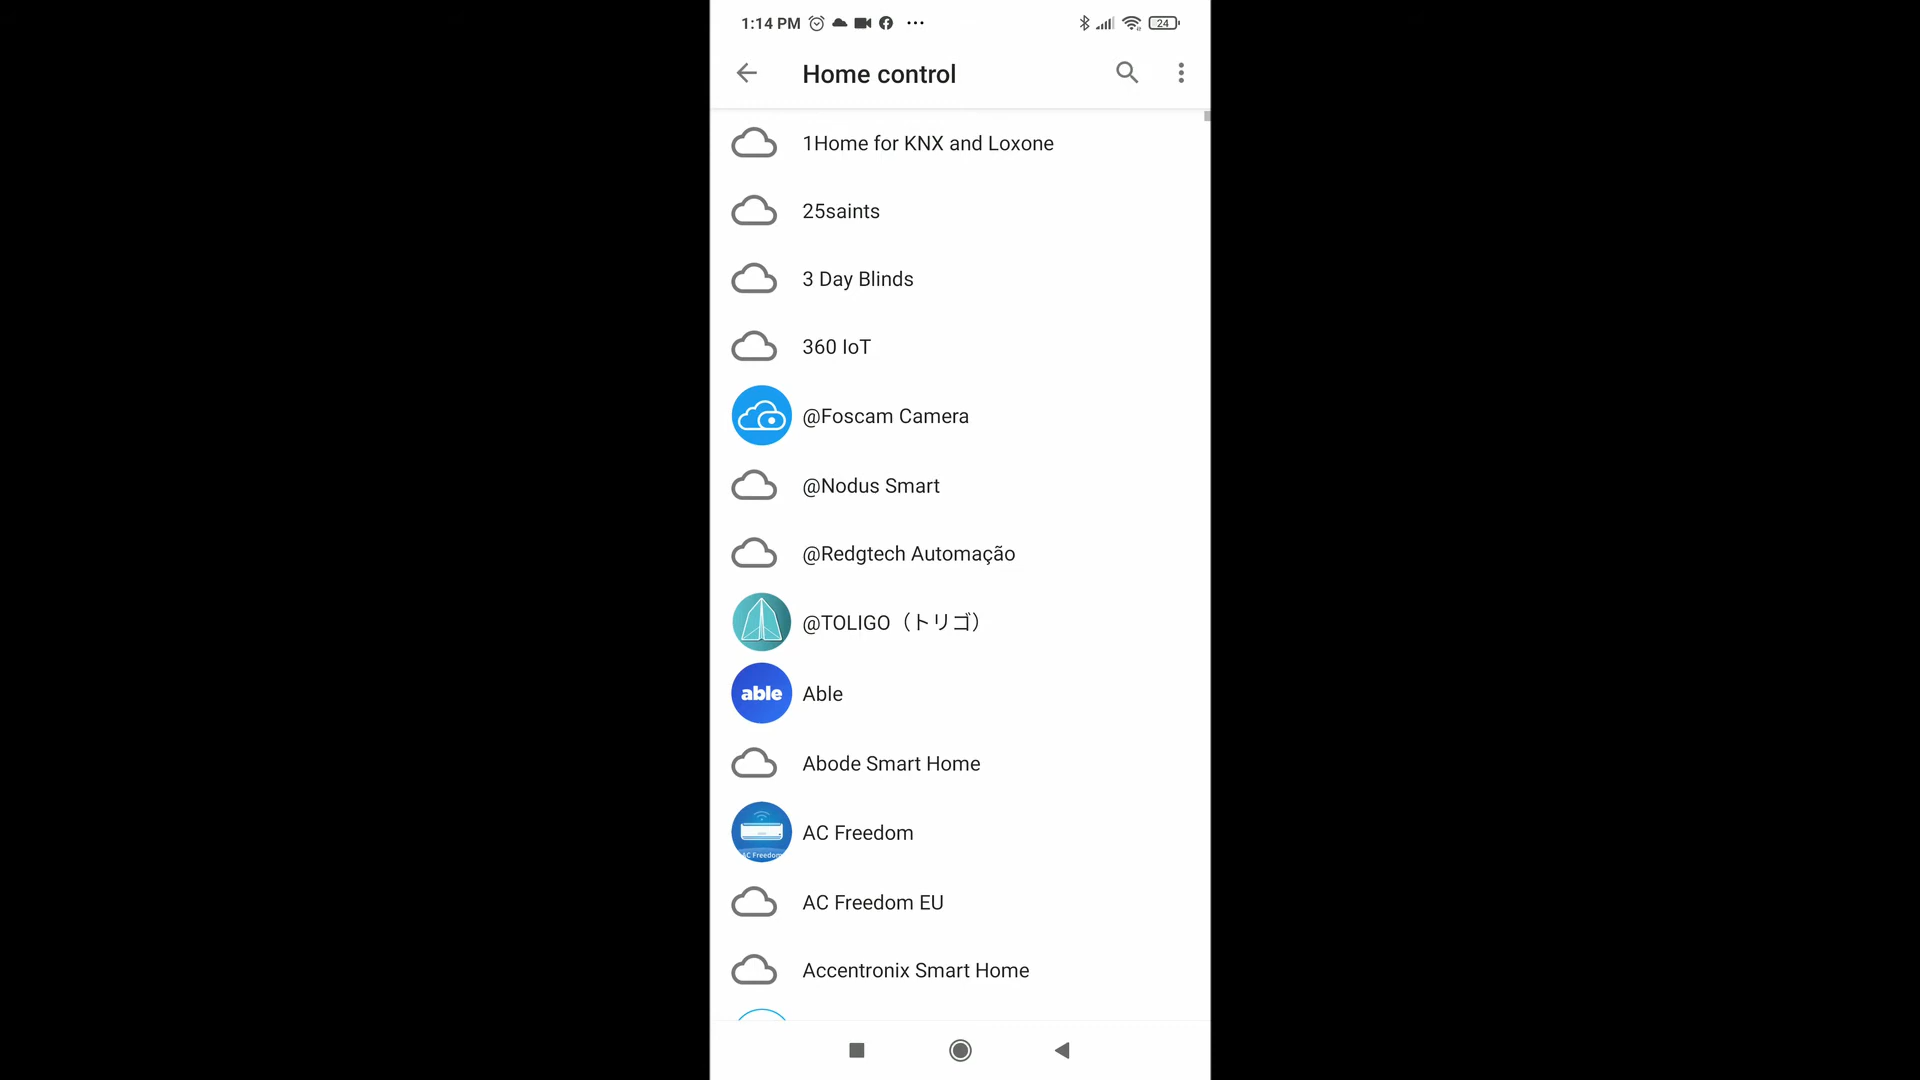 1:14 PM
24
Home control
1Home for KNX and Loxone
25saints
3 Day Blinds
360 IoT
@Foscam Camera
@Nodus Smart
@Redgtech Automação
@TOLIGO（トリゴ）
able
Able
Abode Smart Home
AC Freedom
AC Freedom
AC Freedom EU
Accentronix Smart Home